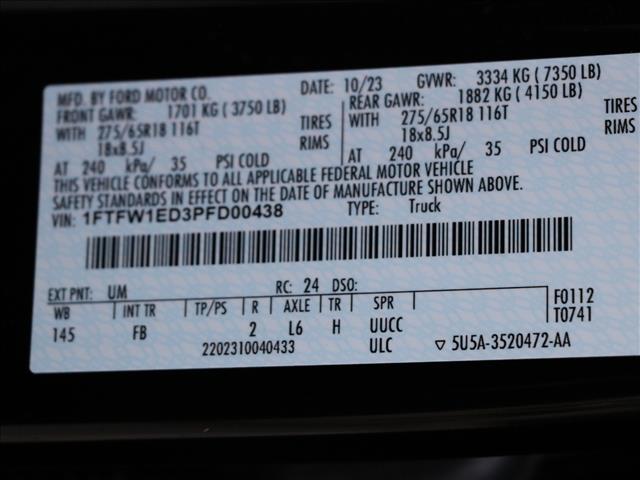 MFD. BY FORD MOTOR CO. DATE: 10/23 GVWR: 3334 KG ( 7350 LB)
FRONT GAWR: 1701 KG ( 3750 LB) REAR GAWR: 1882 KG ( 4150 LB)
WITH 275/65R18 116T TIRES WITH 275/65R18 116T TIRES
18x8.5J RIMS 18x8.5J RIMS
AT 240 kPa/ 35 PSI COLD AT 240 kPa/ 35 PSI COLD
THIS VEHICLE CONFORMS TO ALL APPLICABLE FEDERAL MOTOR VEHICLE
SAFETY STANDARDS IN EFFECT ON THE DATE OF MANUFACTURE SHOWN ABOVE.
VIN: 1FTFW1ED3PFD00438 TYPE: Truck
EXT PNT: UM RC: 24 DSO:
WB INT TR TP/PS R AXLE TR SPR F0112
145 FB 2 L6 H UUCC T0741
2202310040433 ULC ▽ 5U5A-3520472-AA